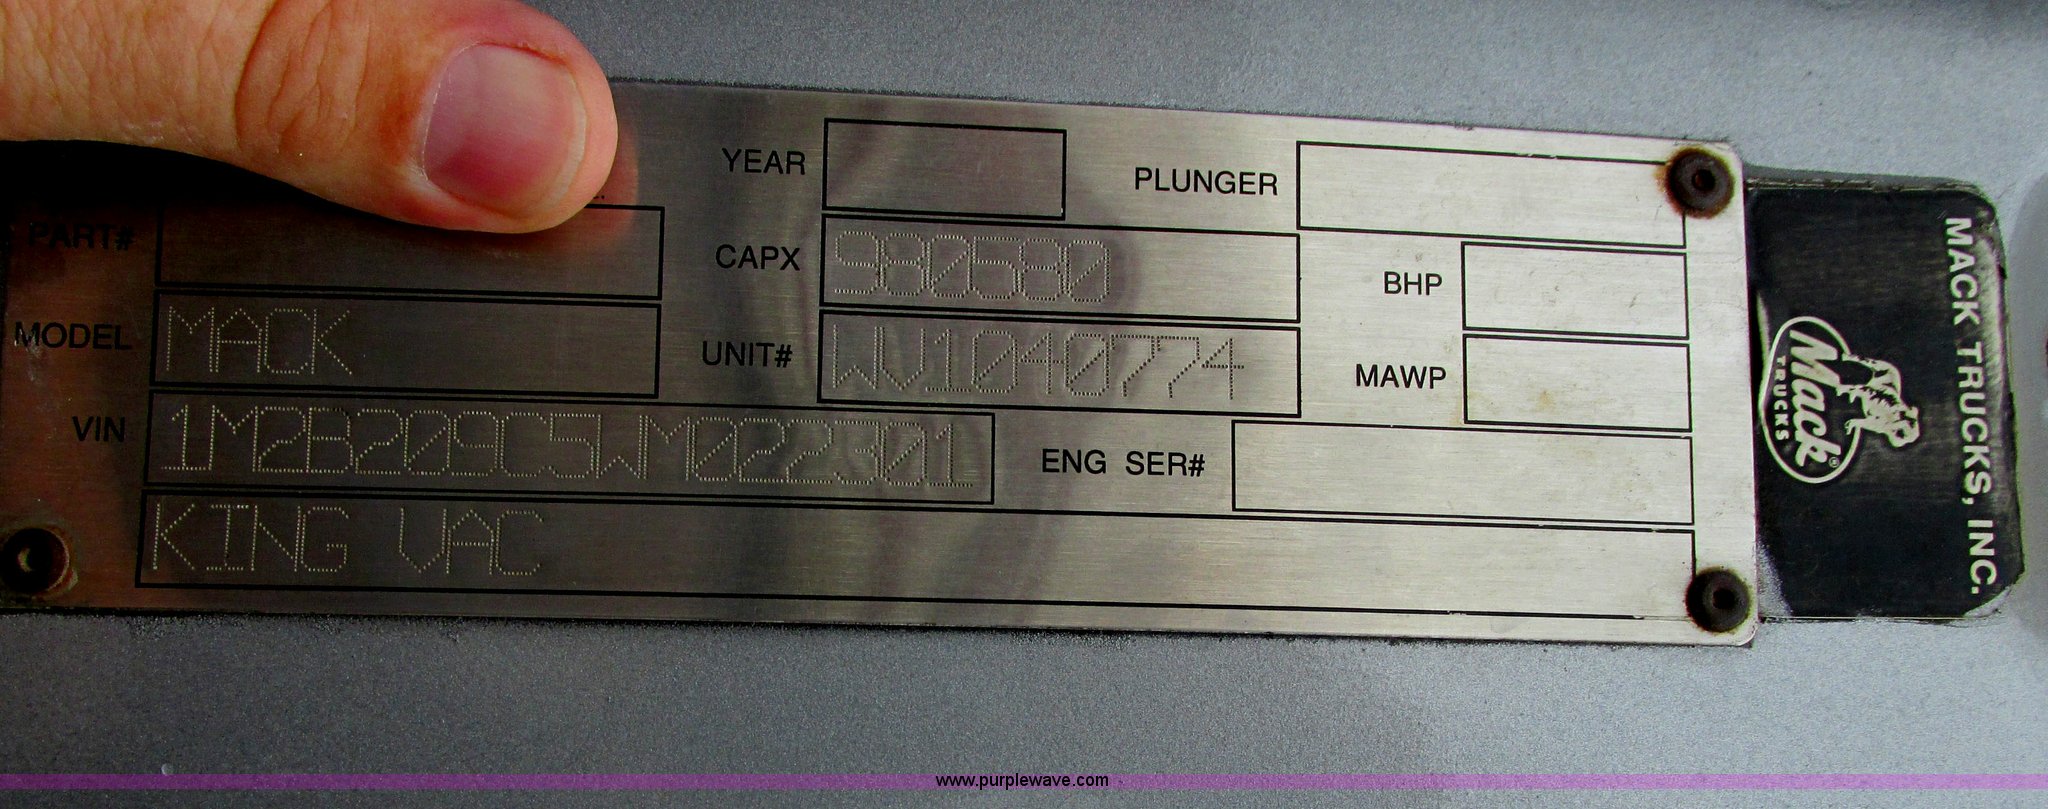 YEAR
PLUNGER
PART#
CAPX 980580
BHP
MODEL MACK
UNIT# WV1040774
MAWP
VIN 1M2B209C5WM022301
ENG SER#
KING VAC
MACK TRUCKS, INC.
Mack®
TRUCKS
www.purplewave.com